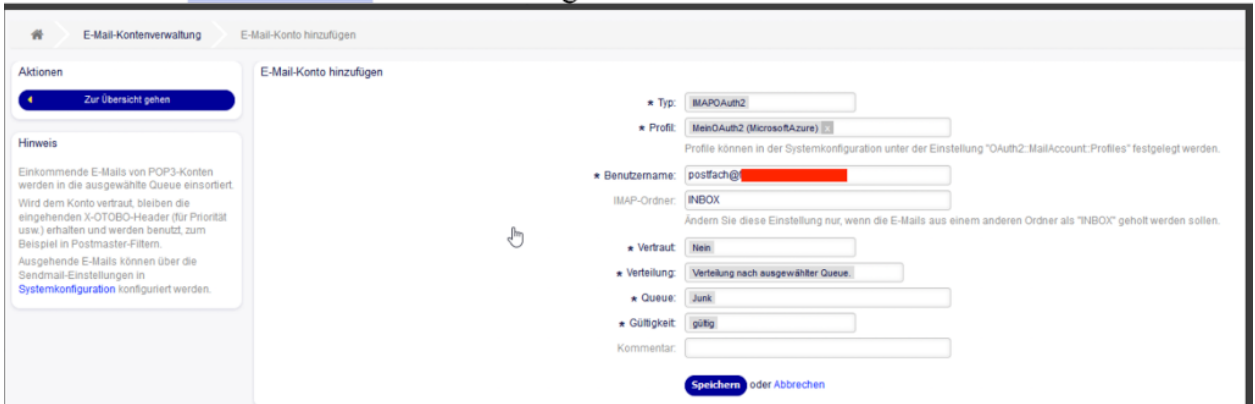 E-Mail-Kontenverwaltung
E-Mail-Konto hinzufügen
Aktionen
Zur Übersicht gehen
Hinweis
Einkommende E-Mails von POP3-Konten
werden in die ausgewählte Queue einsortiert.
Wird dem Konto vertraut, bleiben die
eingehenden X-OTOBO-Header (für Priorität
usw.) erhalten und werden benutzt, zum
Beispiel in Postmaster-Filtern.
Ausgehende E-Mails können über die
Sendmail-Einstellungen in
Systemkonfiguration konfiguriert werden.
E-Mail-Konto hinzufügen
★ Typ: IMAPOAuth2
★ Profil: MeinOAuth2 (MicrosoftAzure) x
Profile können in der Systemkonfiguration unter der Einstellung "OAuth2::MailAccount::Profiles" festgelegt werden.
★ Benutzername: postfach@
IMAP-Ordner: INBOX
Ändern Sie diese Einstellung nur, wenn die E-Mails aus einem anderen Ordner als "INBOX" geholt werden sollen.
★ Vertraut: Nein
★ Verteilung: Verteilung nach ausgewählter Queue.
★ Queue: Junk
★ Gültigkeit: gültig
Kommentar:
Speichern oder Abbrechen